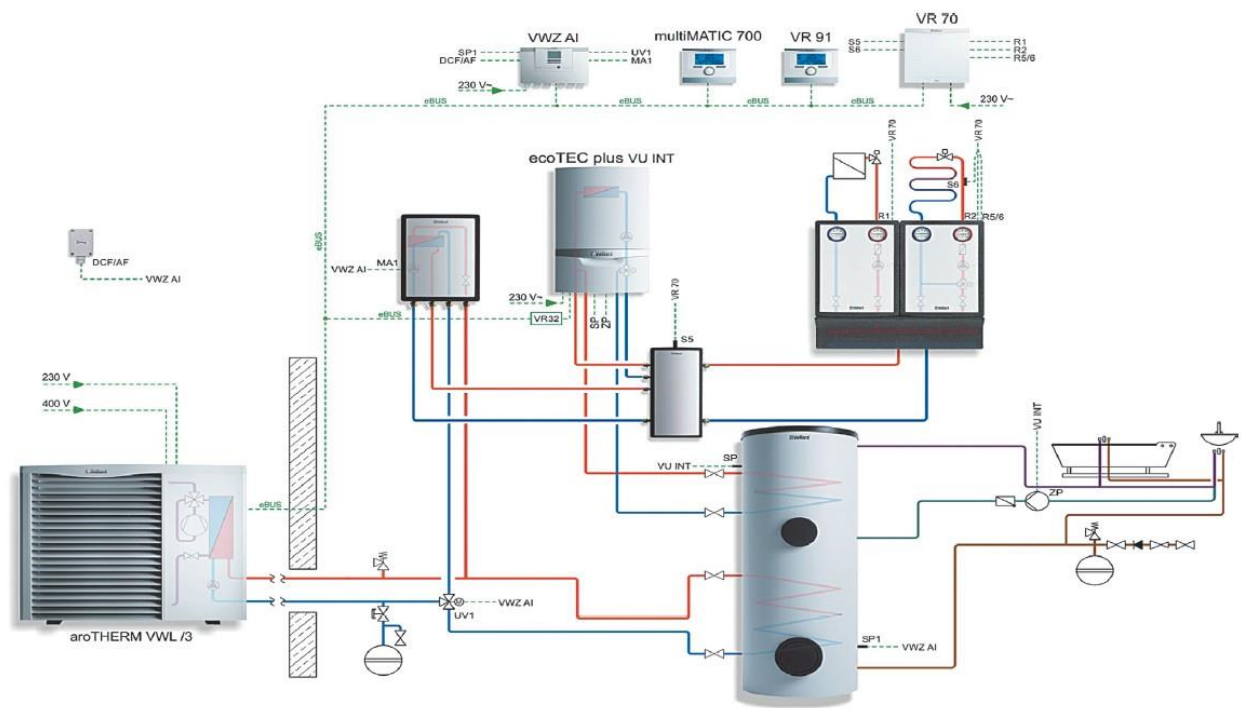 VWZ AI
multiMATIC 700
VR 91
VR 70
SP1
DCF/AF
UV1
MA1
S5
S6
R1
R2
R5/6
230 V~
230 V~
eBUS
eBUS
eBUS
eBUS
eBUS
ecoTEC plus VU INT
VR 70
VR 70
S6
R1
R2
R5/6
DCF/AF
VWZ AI
VWZ AI
MA1
Vaillant
230 V~
VR32
SP
ZP
eBUS
VR 70
S5
230 V
400 V
Vaillant
eBUS
VU INT
SP
Vaillant
VU INT
ZP
M
VWZ AI
UV1
SP1
VWZ AI
aroTHERM VWL /3